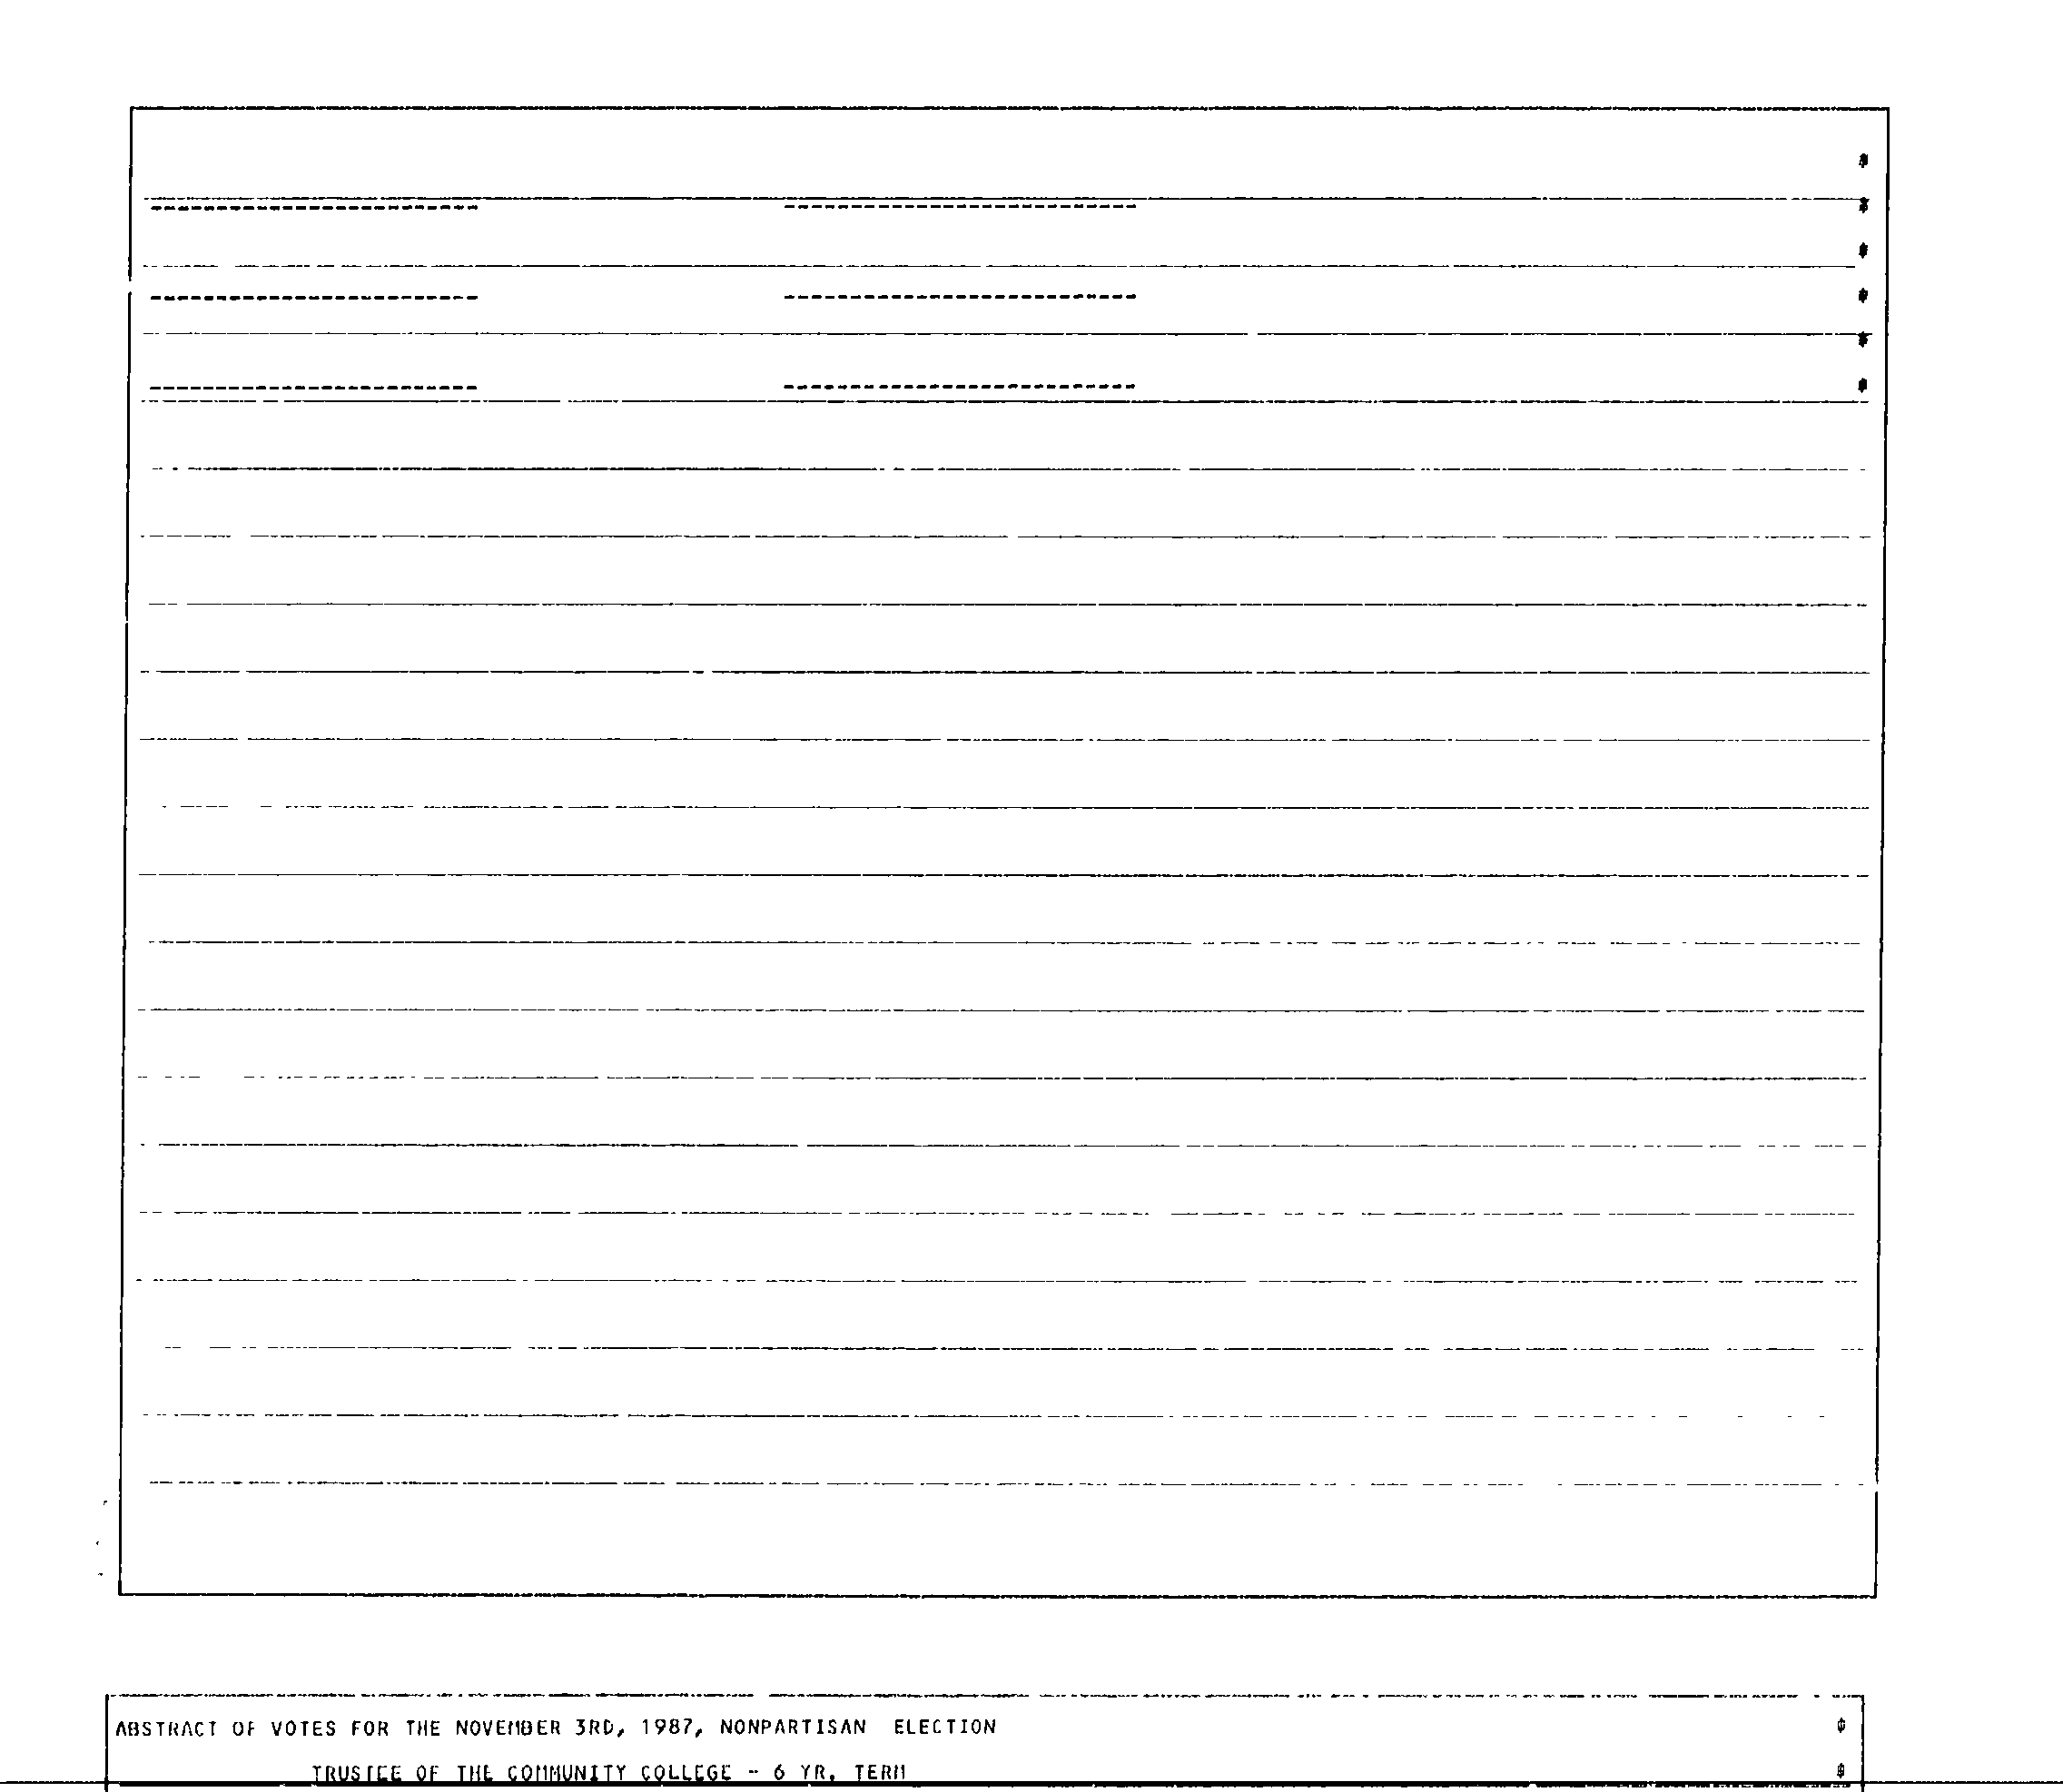 #
------------------------- --------------------------- #
#
------------------------- --------------------------- #
#
------------------------- --------------------------- #
ABSTRACT OF VOTES FOR THE NOVEMBER 3RD, 1987, NONPARTISAN ELECTION #
TRUSTEE OF THE COMMUNITY COLLEGE - 6 YR. TERM #